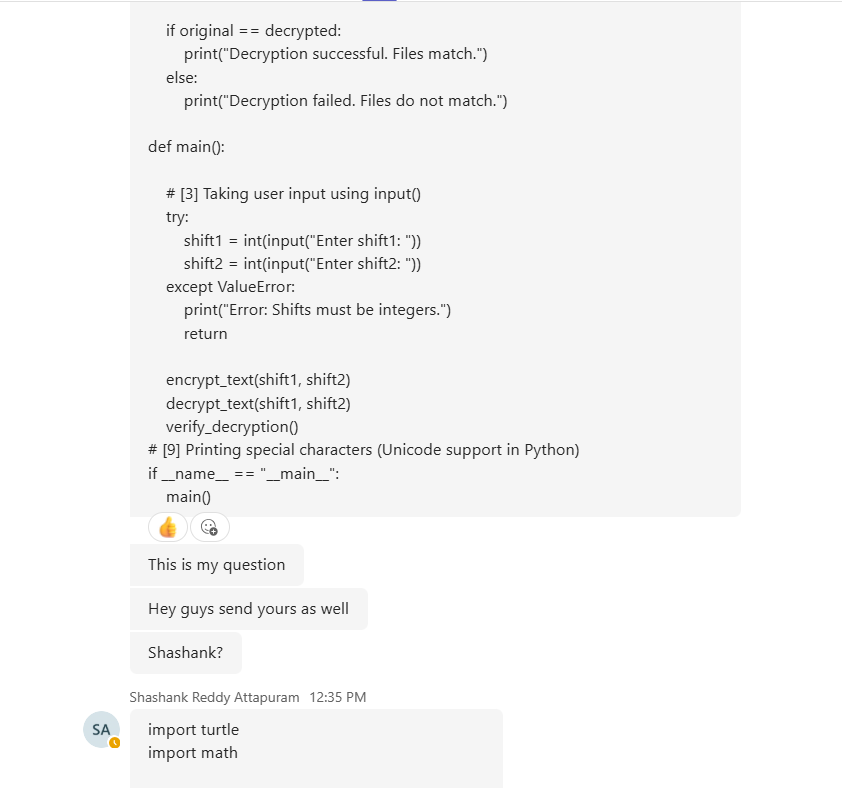 if original == decrypted:
print("Decryption successful. Files match.")
else:
print("Decryption failed. Files do not match.")
def main():
# [3] Taking user input using input()
try:
shift1 = int(input("Enter shift1: "))
shift2 = int(input("Enter shift2: "))
except ValueError:
print("Error: Shifts must be integers.")
return
encrypt_text(shift1, shift2)
decrypt_text(shift1, shift2)
verify_decryption()
# [9] Printing special characters (Unicode support in Python)
if __name__ == "__main__":
main()
This is my question
Hey guys send yours as well
Shashank?
Shashank Reddy Attapuram 12:35 PM
SA
import turtle
import math